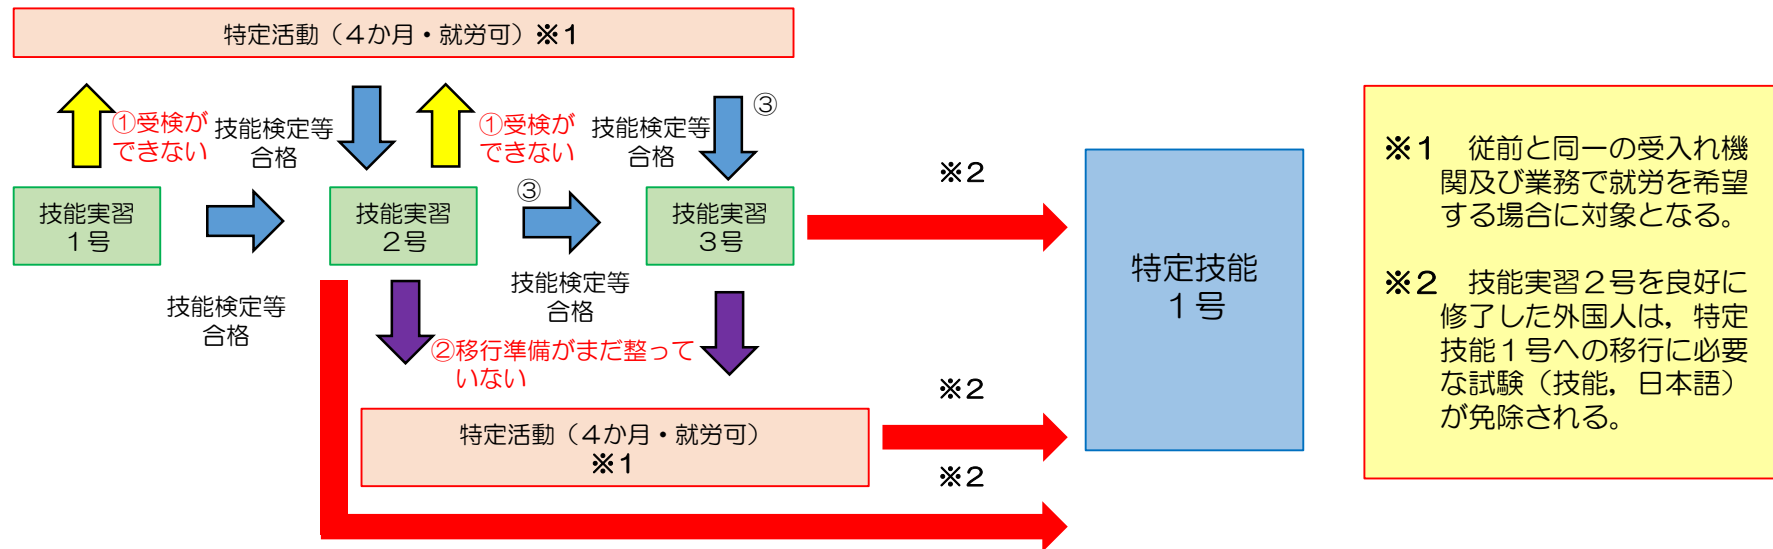 特定活動（４か月・就労可）※１
①受検が
できない
技能検定等
合格
①受検が
できない
技能検定等
合格
③
技能実習
１号
技能実習
２号
③
技能実習
３号
技能検定等
合格
技能検定等
合格
②移行準備がまだ整って
いない
特定活動（４か月・就労可）
※１
※２
※２
※２
特定技能
１号
※１　従前と同一の受入れ機
関及び業務で就労を希望
する場合に対象となる。
※２　技能実習２号を良好に
修了した外国人は，特定
技能１号への移行に必要
な試験（技能，日本語）
が免除される。